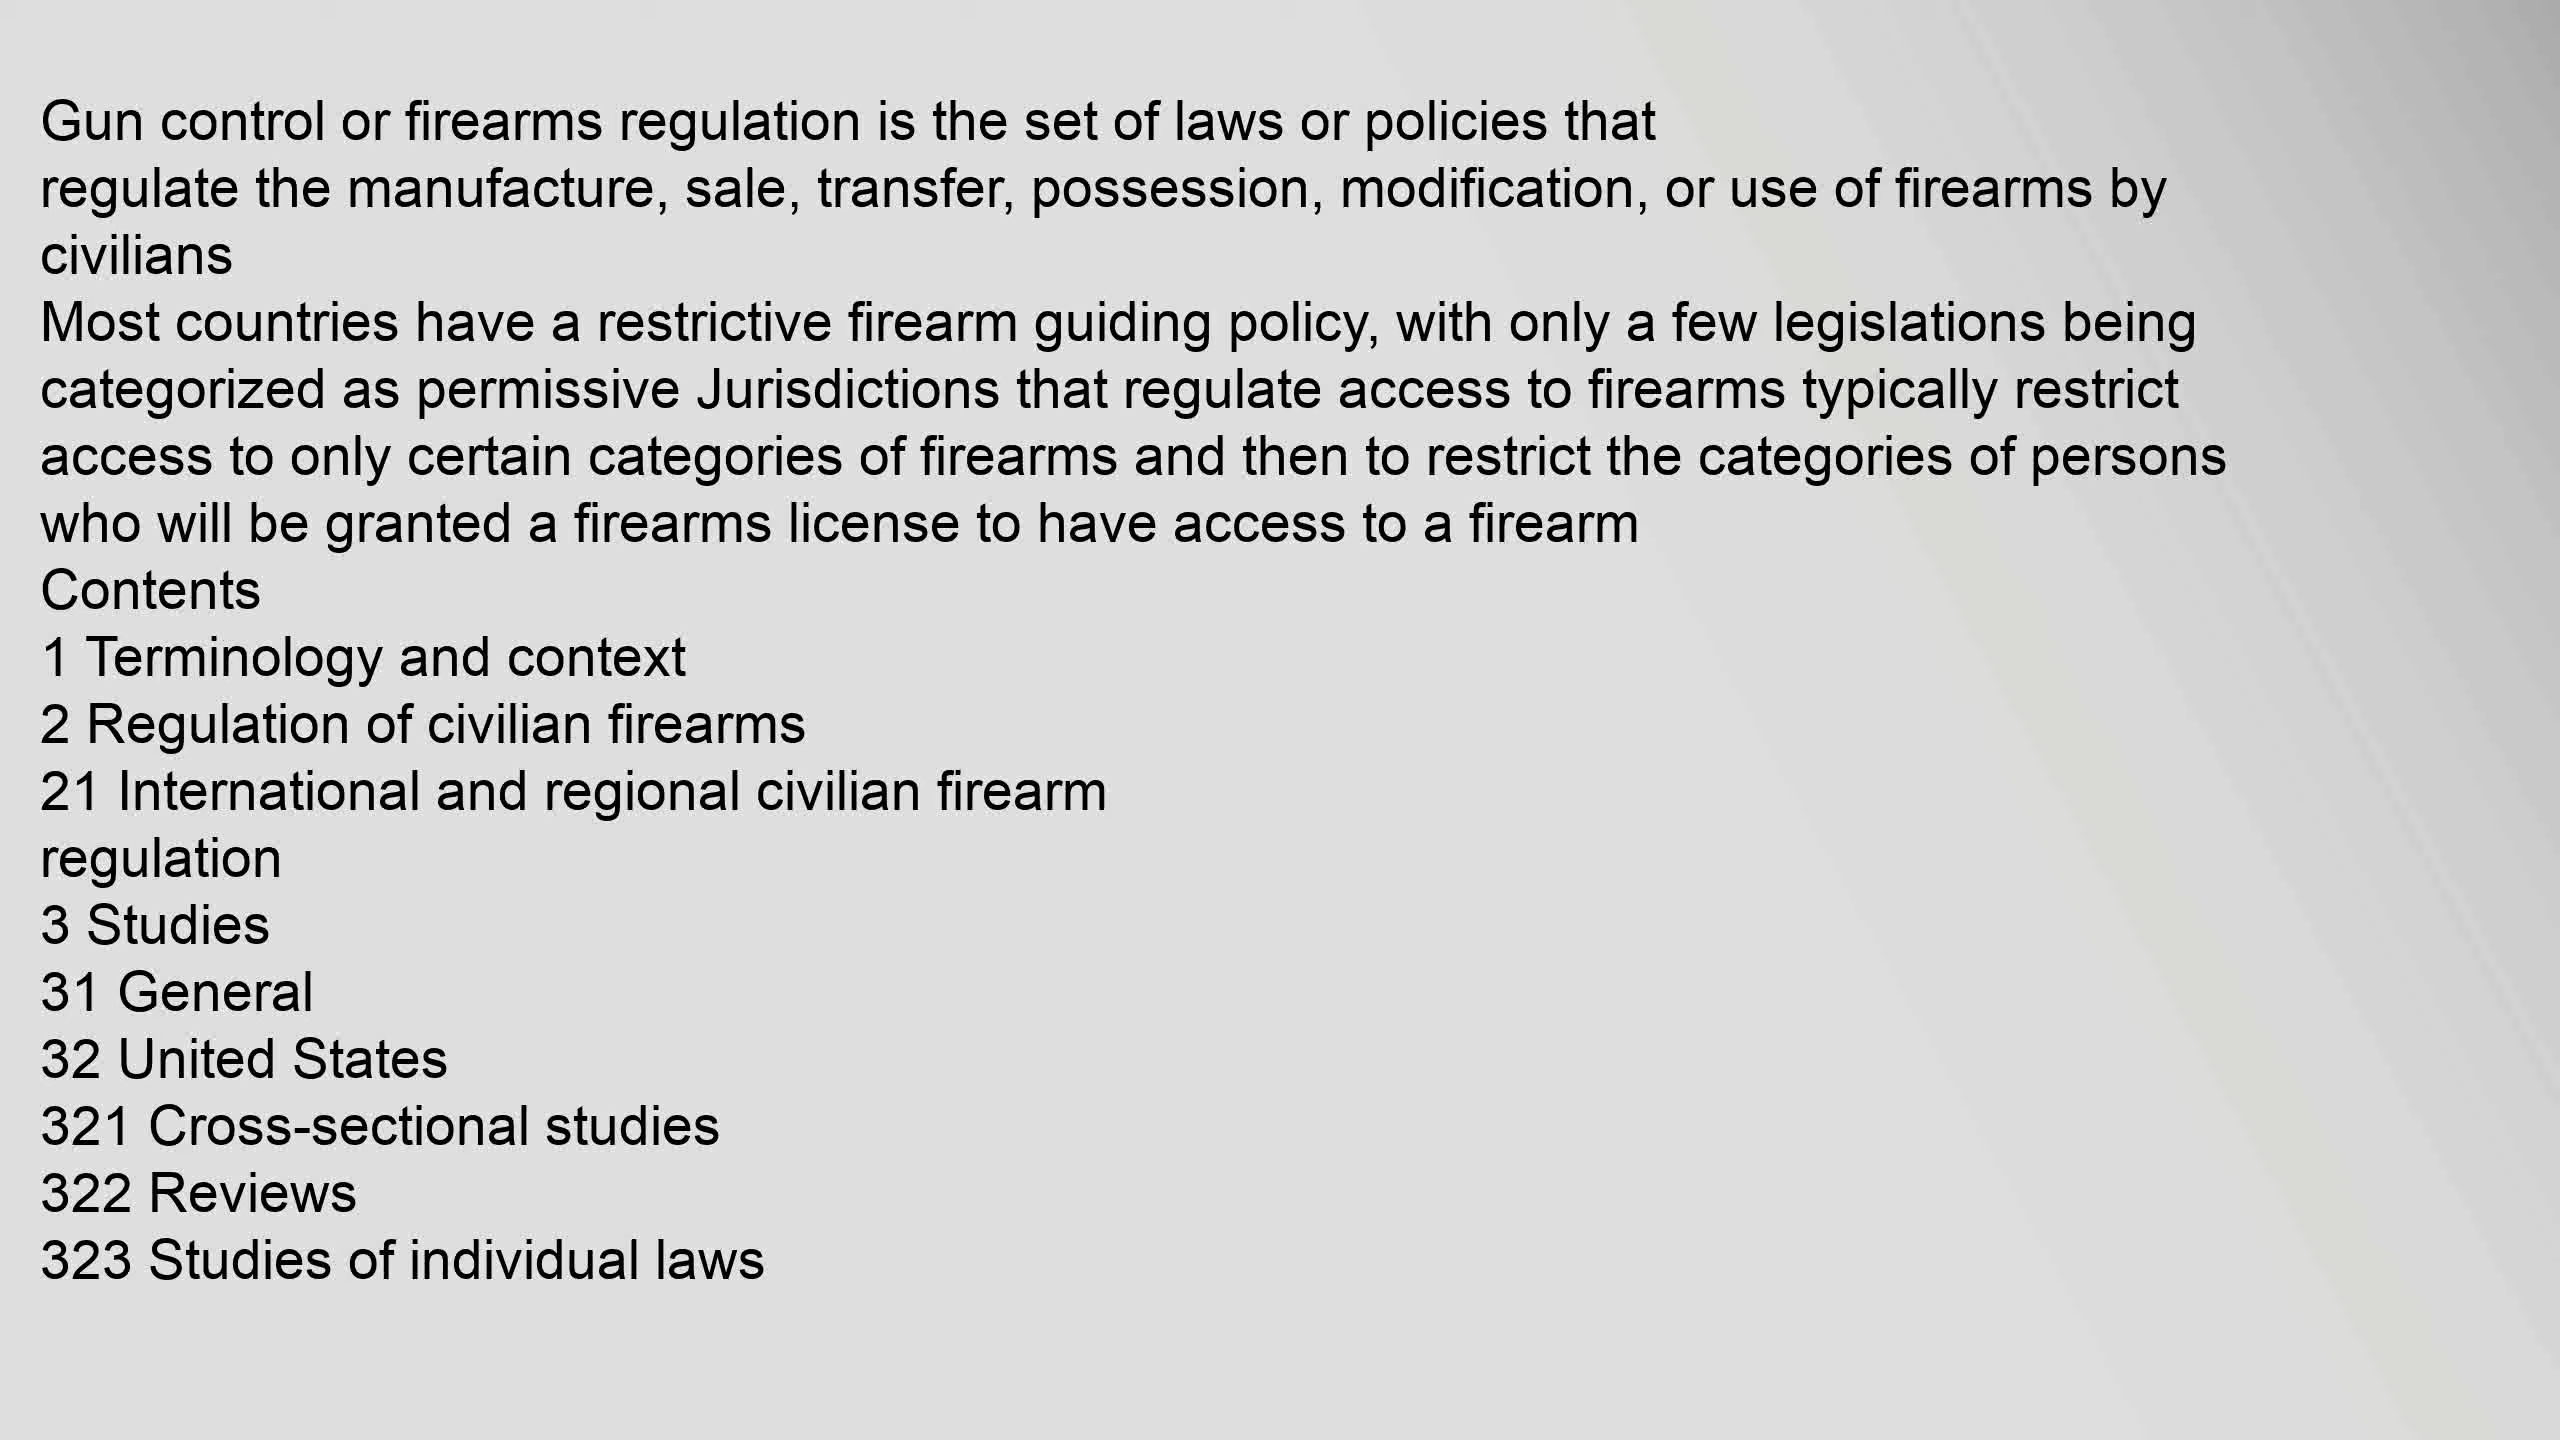 Gun control or firearms regulation is the set of laws or policies that
regulate the manufacture, sale, transfer, possession, modification, or use of firearms by
civilians
Most countries have a restrictive firearm guiding policy, with only a few legislations being
categorized as permissive Jurisdictions that regulate access to firearms typically restrict
access to only certain categories of firearms and then to restrict the categories of persons
who will be granted a firearms license to have access to a firearm
Contents
1 Terminology and context
2 Regulation of civilian firearms
21 International and regional civilian firearm
regulation
3 Studies
31 General
32 United States
321 Cross-sectional studies
322 Reviews
323 Studies of individual laws